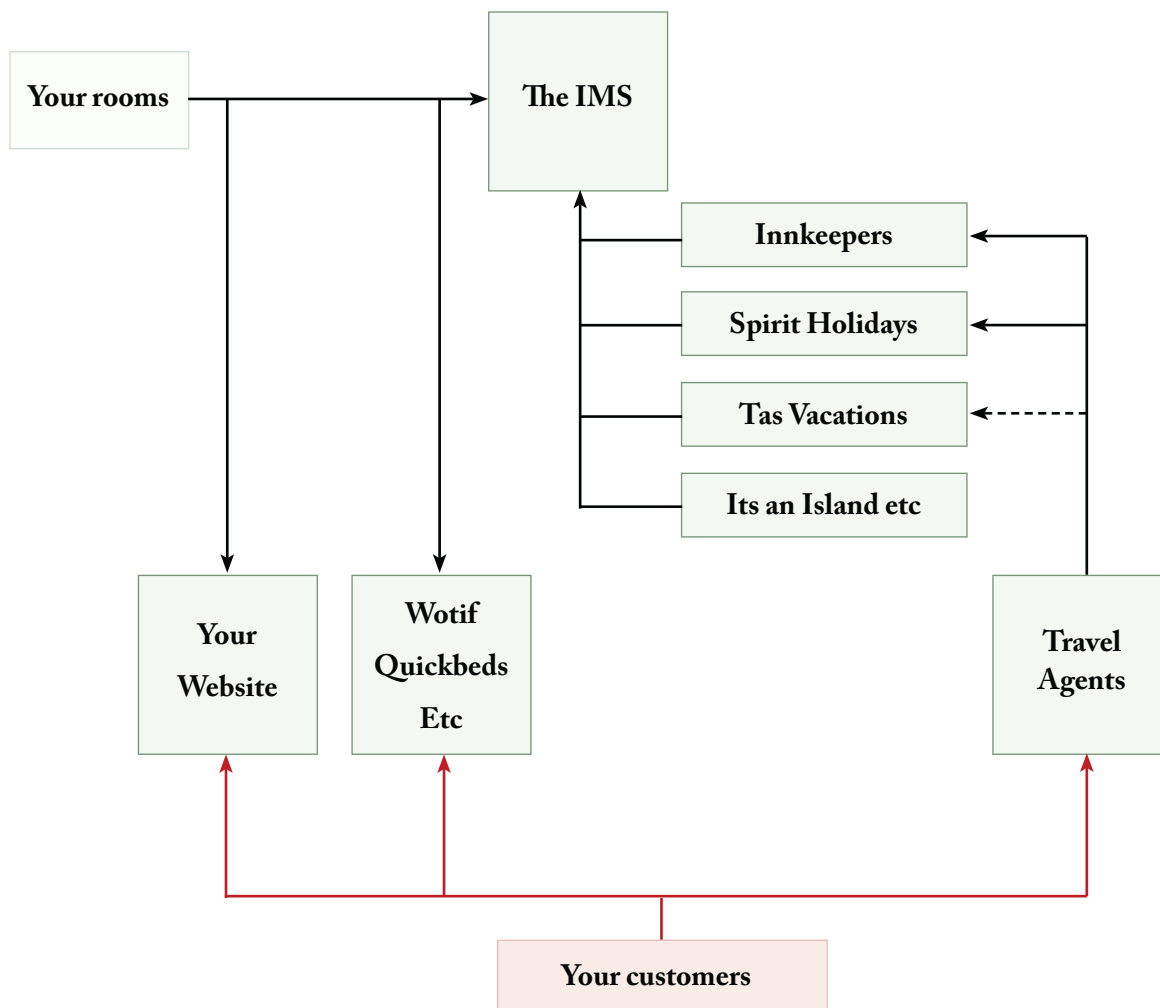 Your rooms
The IMS
Innkeepers
Spirit Holidays
Tas Vacations
Its an Island etc
Your
Website
Wotif
Quickbeds
Etc
Travel
Agents
Your customers